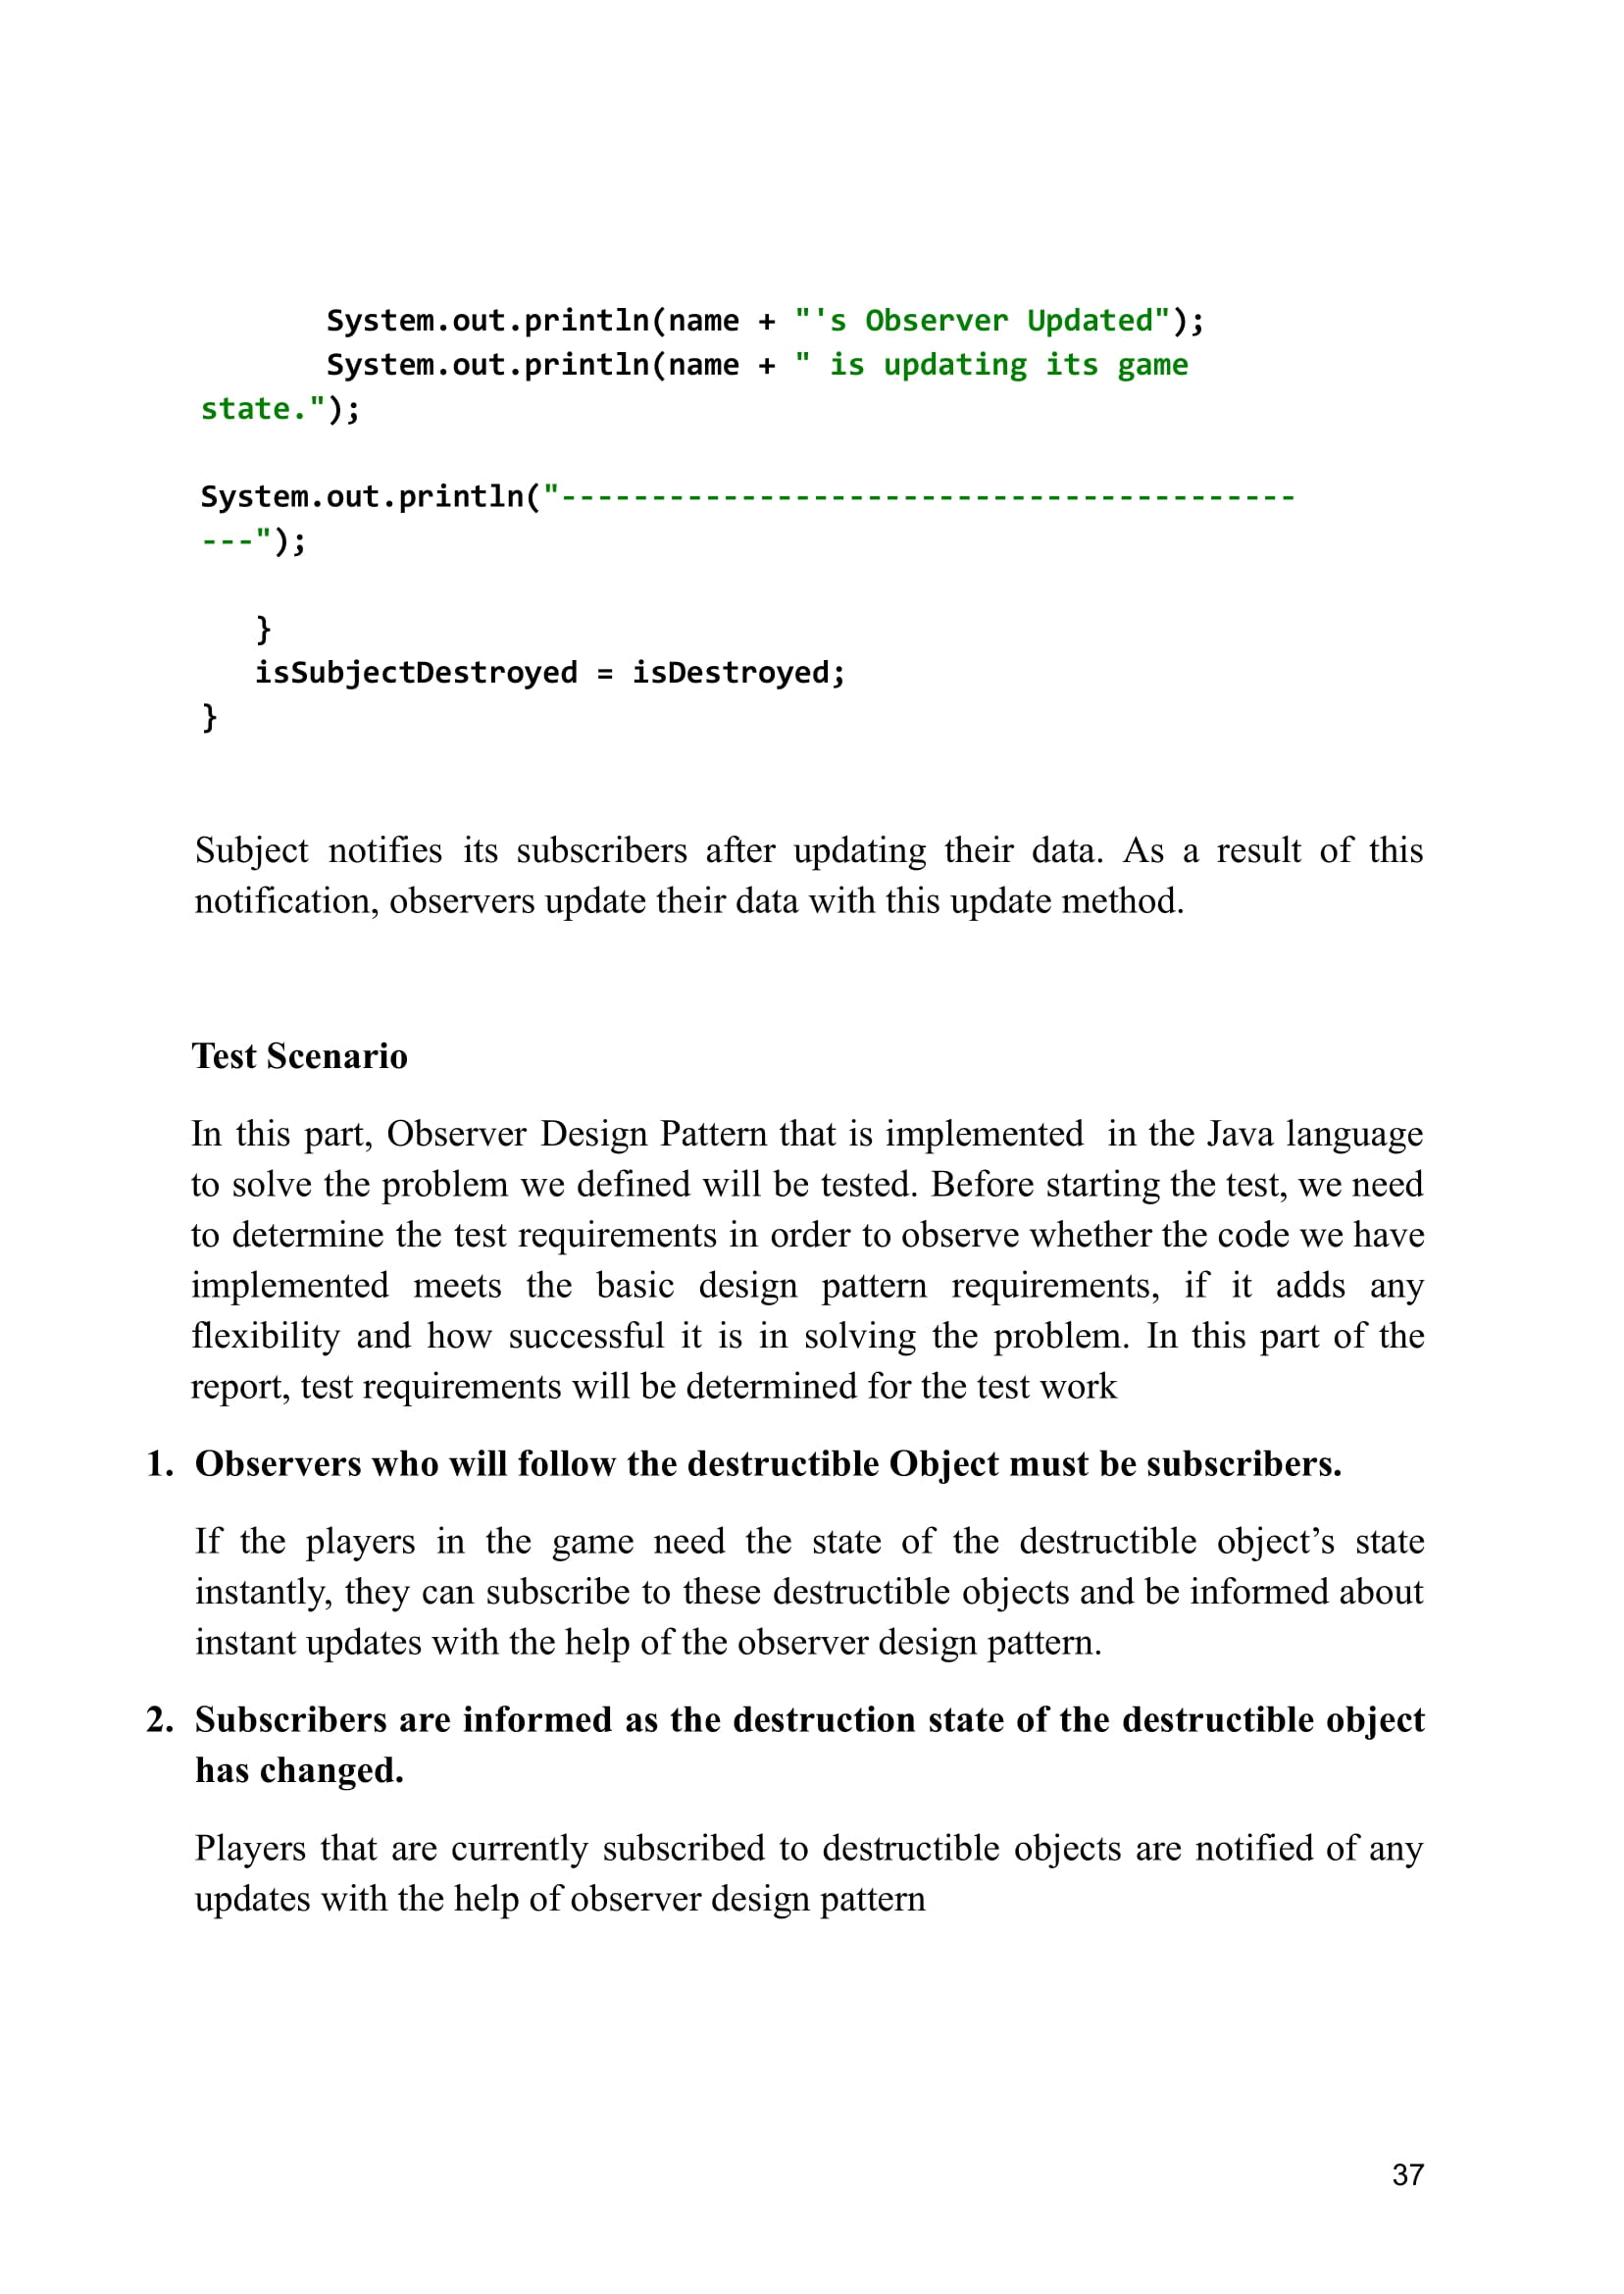 System.out.println(name + "'s Observer Updated");
System.out.println(name + " is updating its game
state.");
System.out.println("-----------------------------------------
---");
}
isSubjectDestroyed = isDestroyed;
}
Subject notifies its subscribers after updating their data. As a result of this
notification, observers update their data with this update method.
Test Scenario
In this part, Observer Design Pattern that is implemented  in the Java language
to solve the problem we defined will be tested. Before starting the test, we need
to determine the test requirements in order to observe whether the code we have
implemented meets the basic design pattern requirements, if it adds any
flexibility and how successful it is in solving the problem. In this part of the
report, test requirements will be determined for the test work
1. Observers who will follow the destructible Object must be subscribers.
If the players in the game need the state of the destructible object’s state
instantly, they can subscribe to these destructible objects and be informed about
instant updates with the help of the observer design pattern.
2. Subscribers are informed as the destruction state of the destructible object
has changed.
Players that are currently subscribed to destructible objects are notified of any
updates with the help of observer design pattern
37